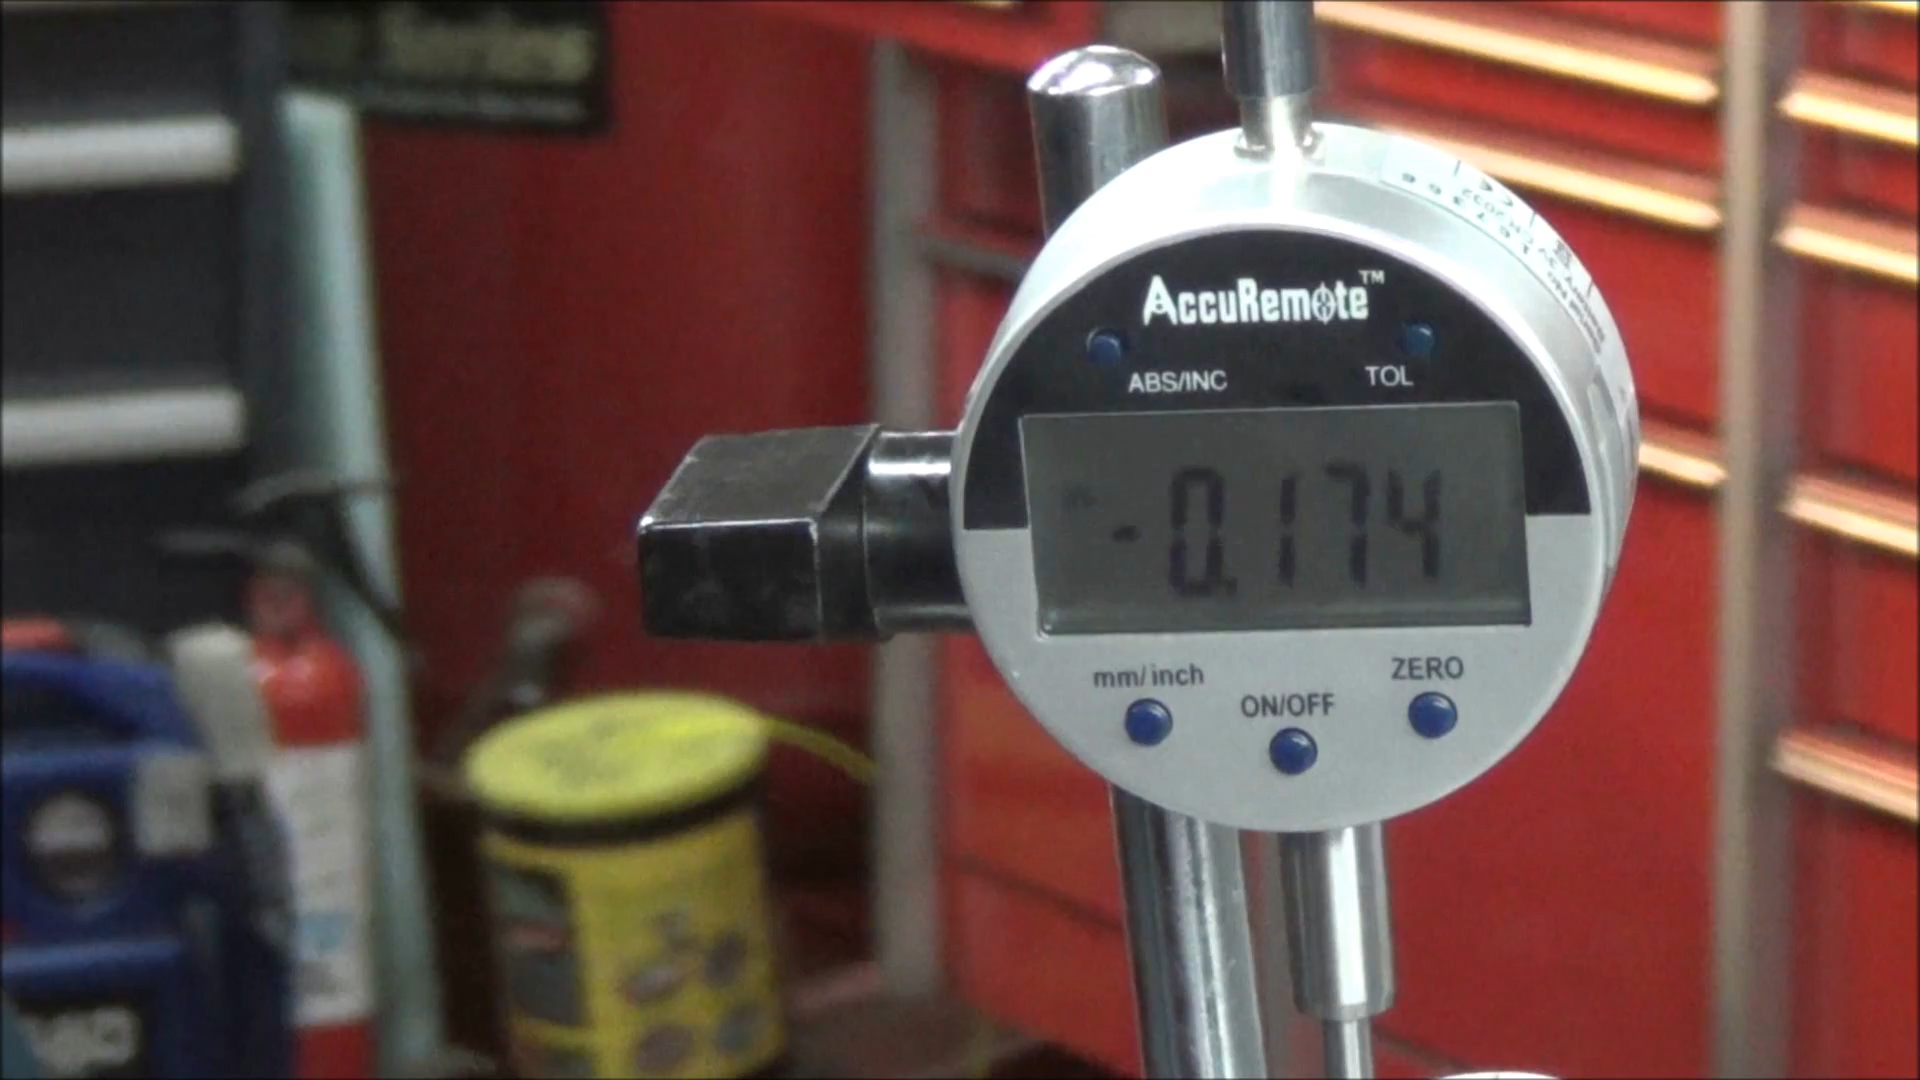 AccuRemote™
ABS/INC
TOL
-0.174
mm/inch
ON/OFF
ZERO